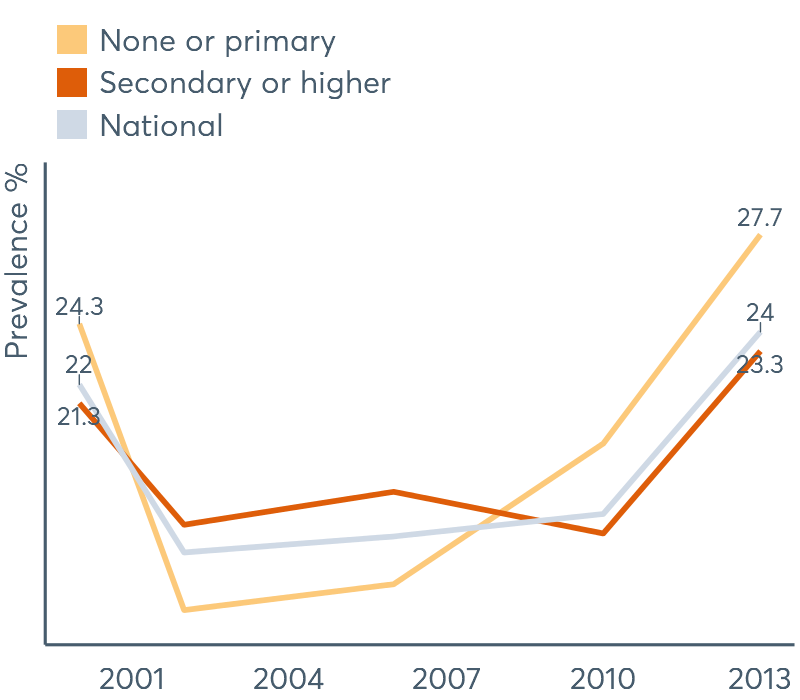 None or primary
Secondary or higher
National
Prevalence %
27.7
24.3
24
22
23.3
21.3
2001 2004 2007 2010 2013